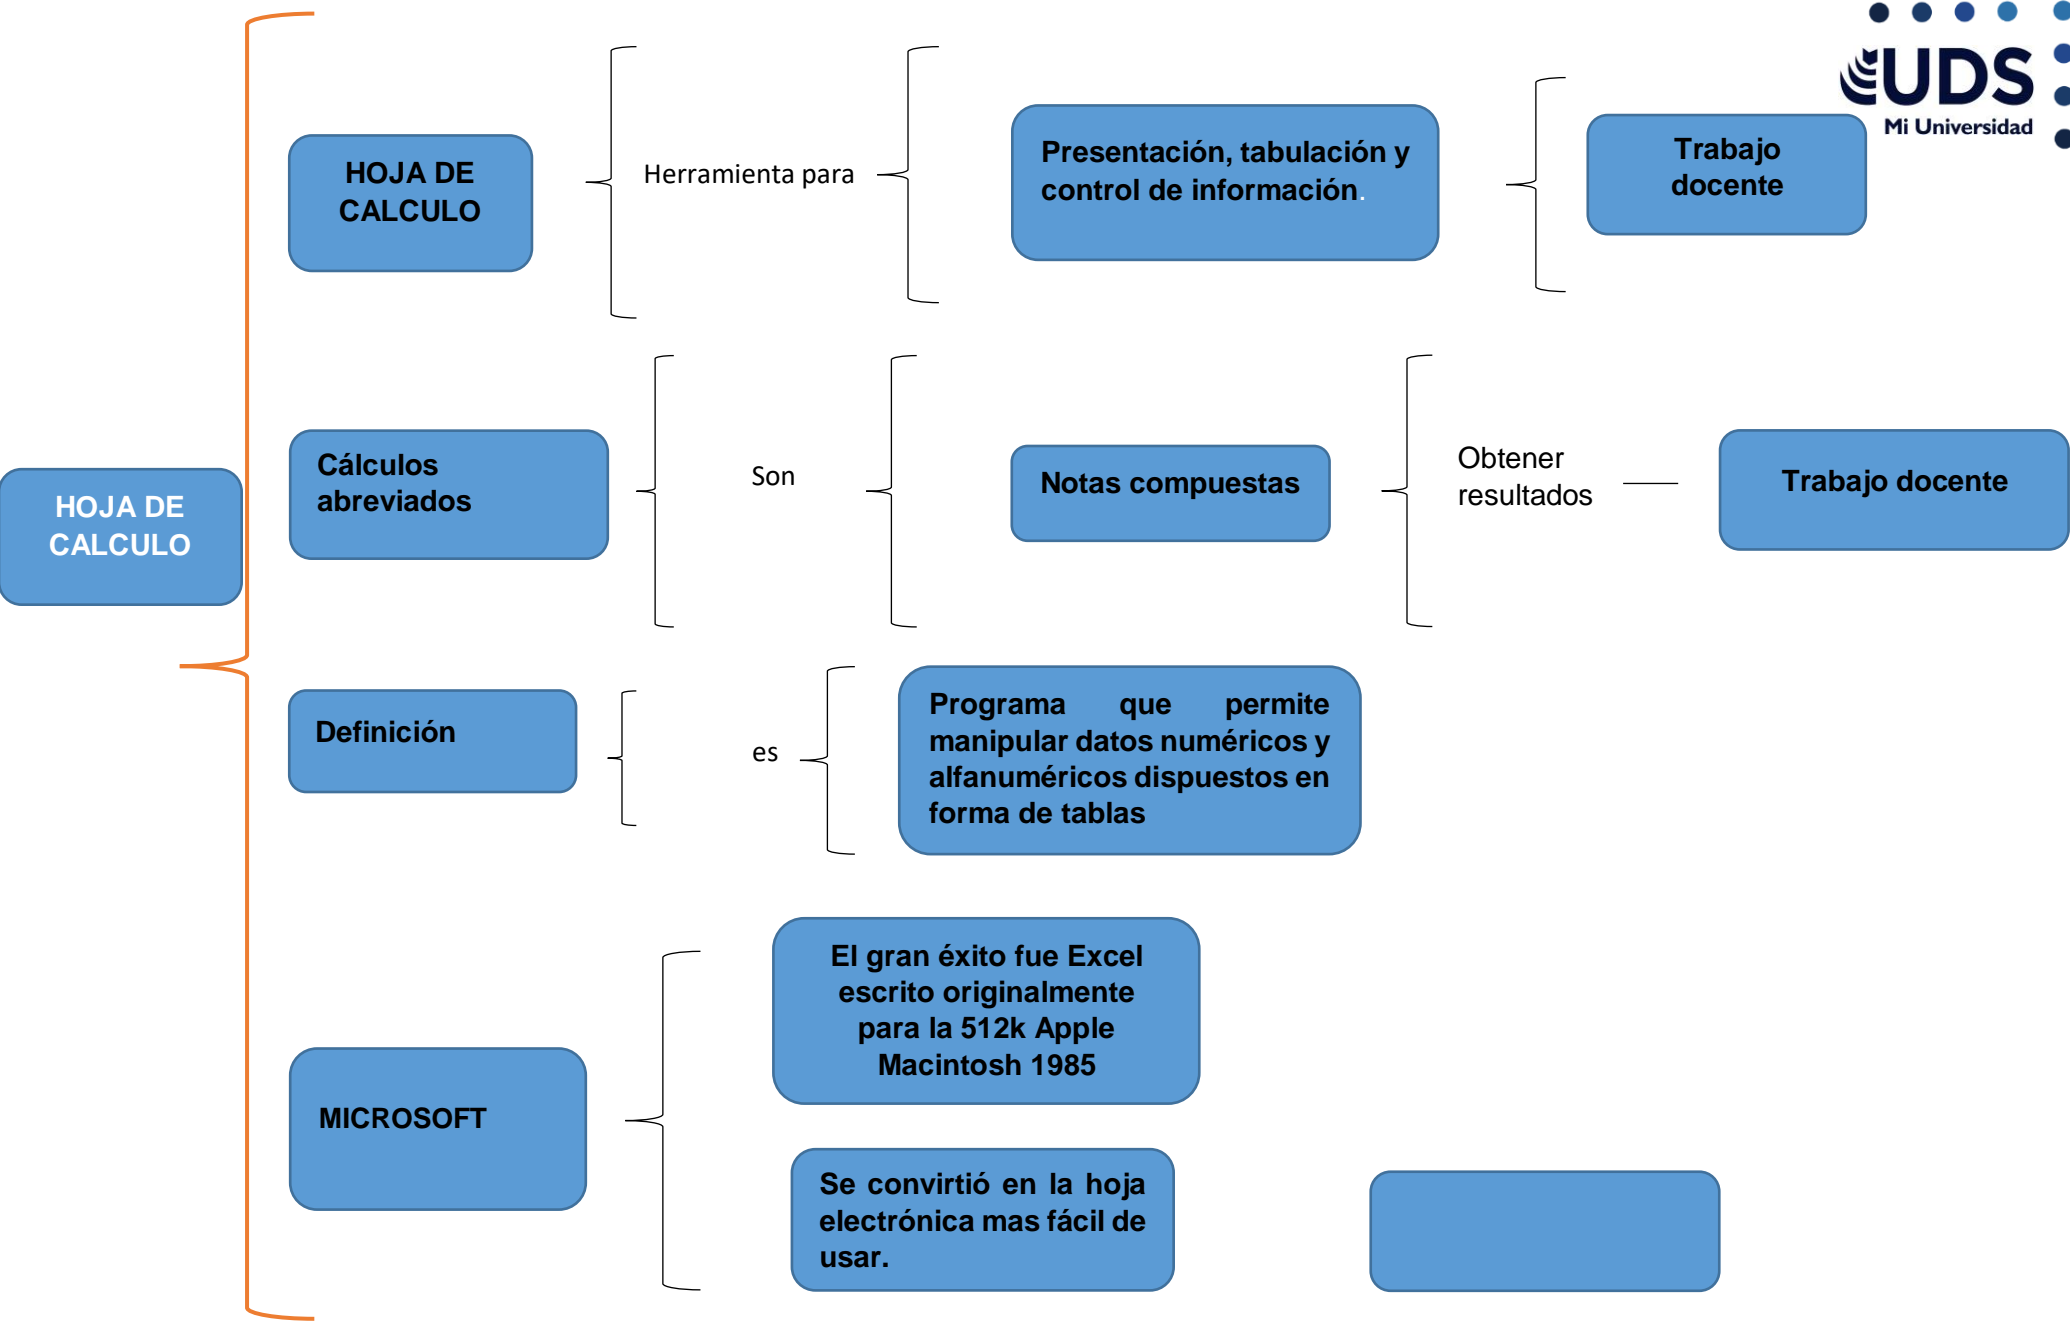 UDS
Mi Universidad
HOJA DE
CALCULO
HOJA DE
CALCULO
Herramienta para
Presentación, tabulación y
control de información.
Trabajo
docente
Cálculos
abreviados
Son
Notas compuestas
Obtener
resultados
Trabajo docente
Definición
es
Programa que permite
manipular datos numéricos y
alfanuméricos dispuestos en
forma de tablas
MICROSOFT
El gran éxito fue Excel
escrito originalmente
para la 512k Apple
Macintosh 1985
Se convirtió en la hoja
electrónica mas fácil de
usar.